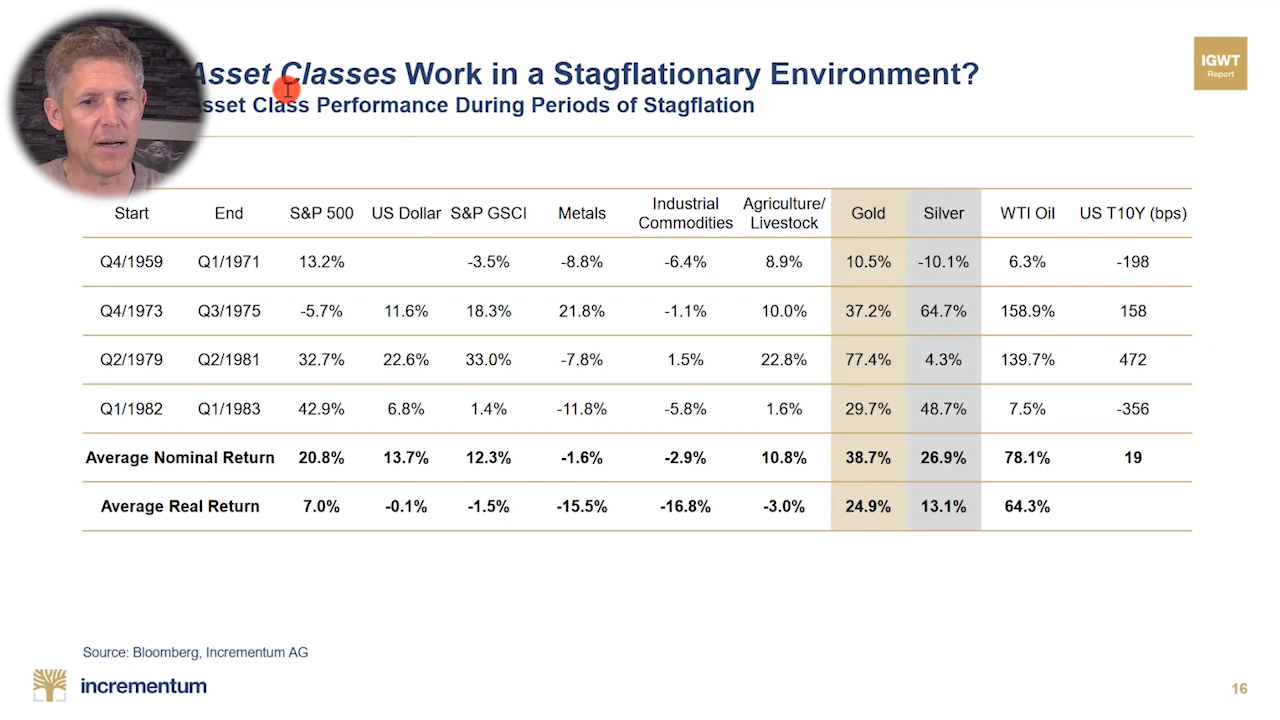 Asset Classes Work in a Stagflationary Environment?
Class Performance During Periods of Stagflation
IGWT
Report
Start End S&P 500 US Dollar S&P GSCI Metals Industrial Commodities Agriculture/ Livestock Gold Silver WTI Oil US T10Y (bps)
Q4/1959 Q1/1971 13.2% -3.5% -8.8% -6.4% 8.9% 10.5% -10.1% 6.3% -198
Q4/1973 Q3/1975 -5.7% 11.6% 18.3% 21.8% -1.1% 10.0% 37.2% 64.7% 158.9% 158
Q2/1979 Q2/1981 32.7% 22.6% 33.0% -7.8% 1.5% 22.8% 77.4% 4.3% 139.7% 472
Q1/1982 Q1/1983 42.9% 6.8% 1.4% -11.8% -5.8% 1.6% 29.7% 48.7% 7.5% -356
Average Nominal Return 20.8% 13.7% 12.3% -1.6% -2.9% 10.8% 38.7% 26.9% 78.1% 19
Average Real Return 7.0% -0.1% -1.5% -15.5% -16.8% -3.0% 24.9% 13.1% 64.3%
Source: Bloomberg, Incrementum AG
incrementum
16